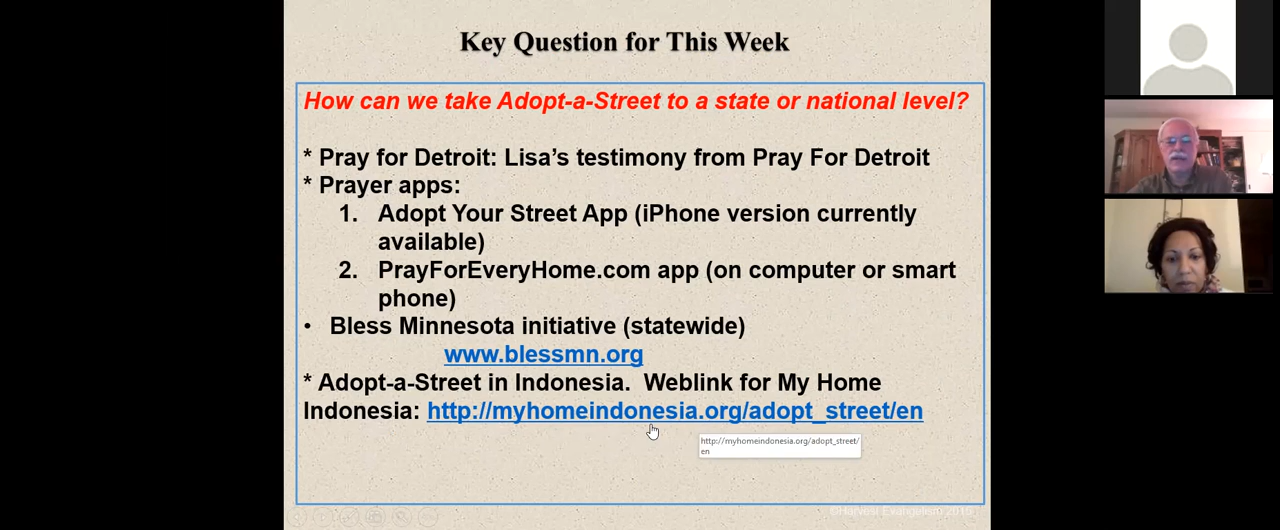 Key Question for This Week
How can we take Adopt-a-Street to a state or national level?
* Pray for Detroit: Lisa’s testimony from Pray For Detroit
* Prayer apps:
1. Adopt Your Street App (iPhone version currently
available)
2. PrayForEveryHome.com app (on computer or smart
phone)
• Bless Minnesota initiative (statewide)
www.blessmn.org
* Adopt-a-Street in Indonesia. Weblink for My Home
Indonesia: http://myhomeindonesia.org/adopt_street/en
http://myhomeindonesia.org/adopt_street/
en
©Harvest Evangelism